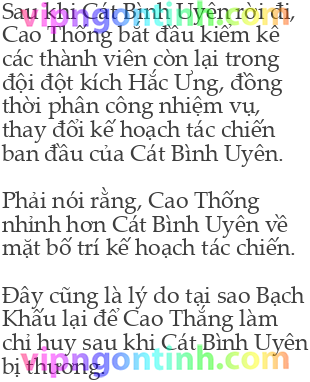 Sau khi Cát Bình Uyên rời đi,
Cao Thống bắt đầu kiểm kê
các thành viên còn lại trong
đội đột kích Hắc Ưng, đồng
thời phân công nhiệm vụ,
thay đổi kế hoạch tác chiến
ban đầu của Cát Bình Uyên.
Phải nói rằng, Cao Thống
nhỉnh hơn Cát Bình Uyên về
mặt bố trí kế hoạch tác chiến.
Đây cũng là lý do tại sao Bạch
Khấu lại để Cao Thắng làm
chỉ huy sau khi Cát Bình Uyên
bị thương.
vipngontinh.com
vipngontinh.com